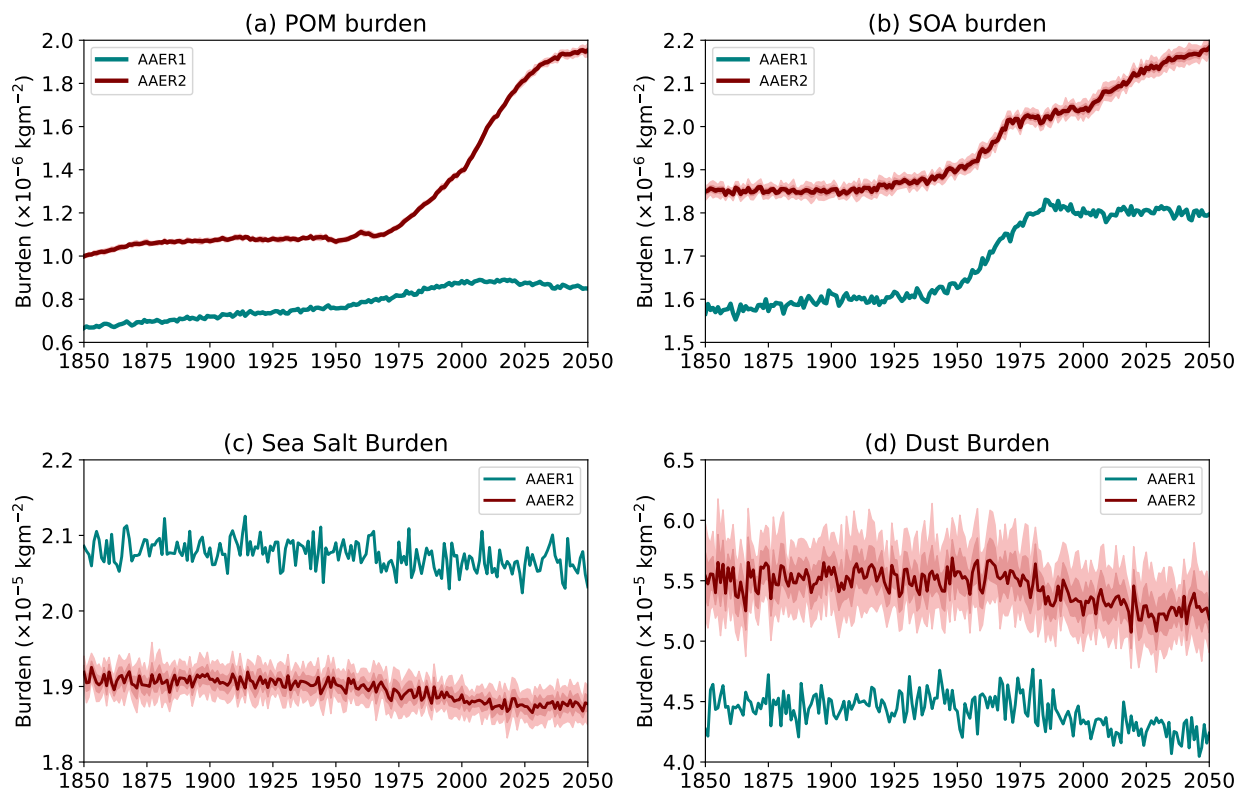 (a) POM burden
Burden (×10⁻⁶ kgm⁻²)
2.0
1.8
1.6
1.4
1.2
1.0
0.8
0.6
AAER1
AAER2
1850 1875 1900 1925 1950 1975 2000 2025 2050
(b) SOA burden
Burden (×10⁻⁶ kgm⁻²)
2.2
2.1
2.0
1.9
1.8
1.7
1.6
1.5
AAER1
AAER2
1850 1875 1900 1925 1950 1975 2000 2025 2050
(c) Sea Salt Burden
Burden (×10⁻⁵ kgm⁻²)
2.2
2.1
2.0
1.9
1.8
AAER1
AAER2
1850 1875 1900 1925 1950 1975 2000 2025 2050
(d) Dust Burden
Burden (×10⁻⁵ kgm⁻²)
6.5
6.0
5.5
5.0
4.5
4.0
AAER1
AAER2
1850 1875 1900 1925 1950 1975 2000 2025 2050